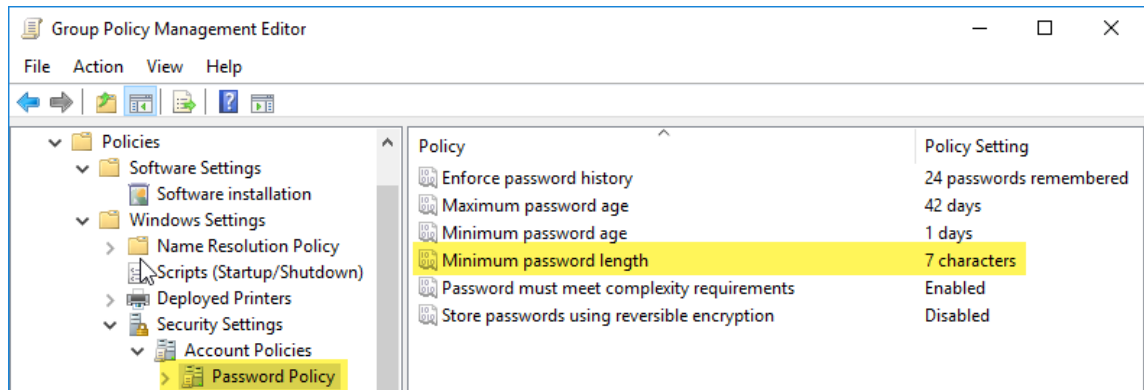 Group Policy Management Editor
File Action View Help
Policies
Software Settings
Software installation
Windows Settings
Name Resolution Policy
Scripts (Startup/Shutdown)
Deployed Printers
Security Settings
Account Policies
Password Policy
Policy Policy Setting
Enforce password history 24 passwords remembered
Maximum password age 42 days
Minimum password age 1 days
Minimum password length 7 characters
Password must meet complexity requirements Enabled
Store passwords using reversible encryption Disabled